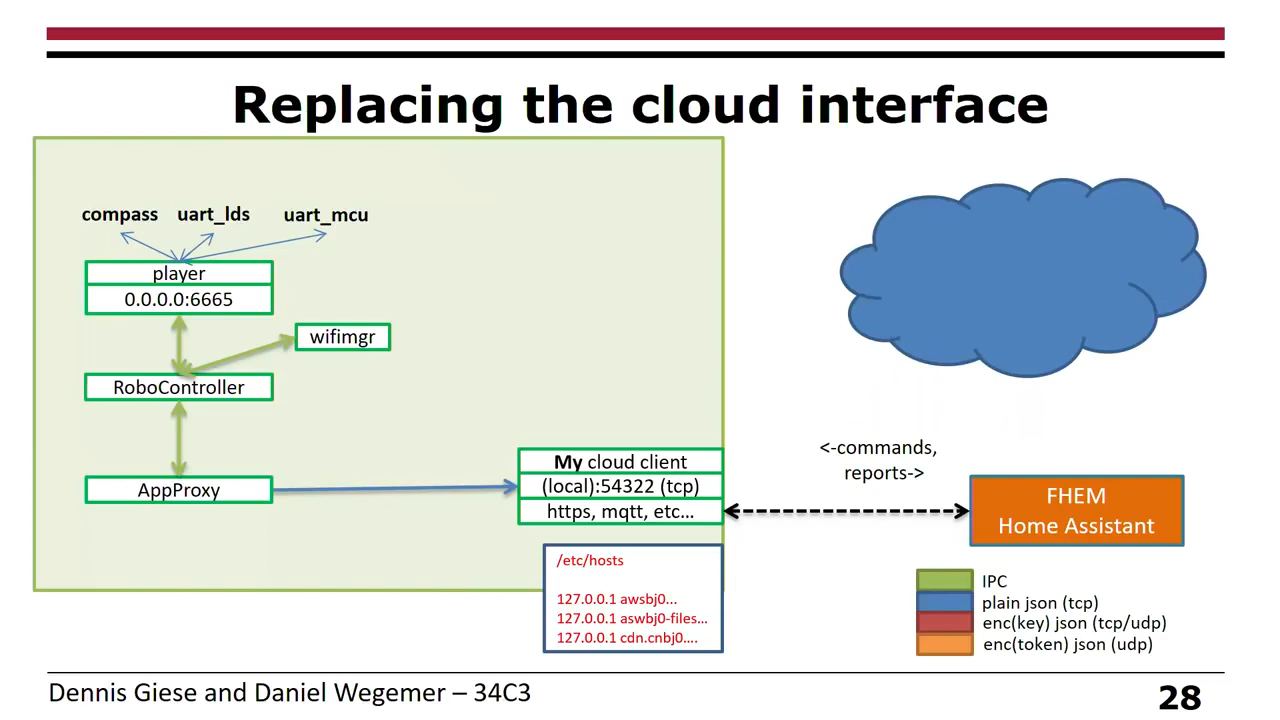 Replacing the cloud interface
compass uart_lds uart_mcu
player
0.0.0.0:6665
wifimgr
RoboController
AppProxy
My cloud client
(local):54322 (tcp)
https, mqtt, etc...
/etc/hosts
127.0.0.1 awsbj0...
127.0.0.1 aswbj0-files...
127.0.0.1 cdn.cnbj0....
<-commands,
reports->
FHEM
Home Assistant
IPC
plain json (tcp)
enc(key) json (tcp/udp)
enc(token) json (udp)
Dennis Giese and Daniel Wegemer – 34C3
28